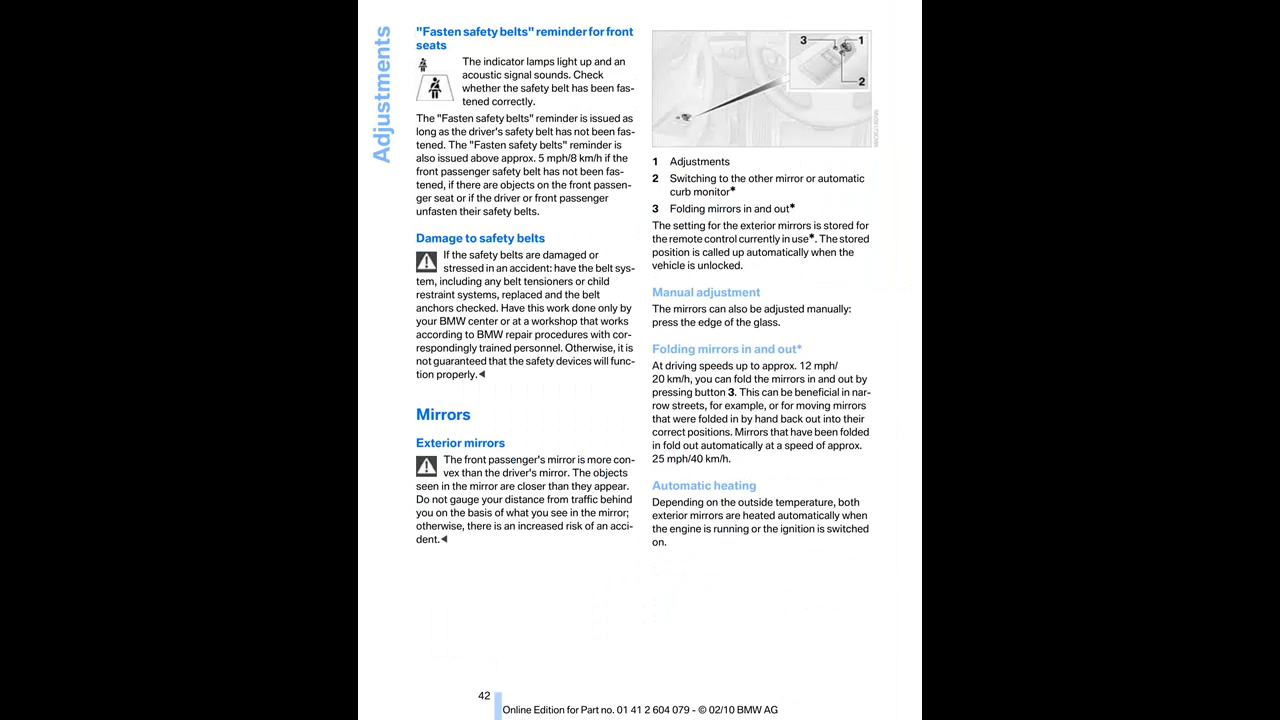 Adjustments
"Fasten safety belts" reminder for front
seats
The indicator lamps light up and an
acoustic signal sounds. Check
whether the safety belt has been fas-
tened correctly.
The "Fasten safety belts" reminder is issued as
long as the driver's safety belt has not been fas-
tened. The "Fasten safety belts" reminder is
also issued above approx. 5 mph/8 km/h if the
front passenger safety belt has not been fas-
tened, if there are objects on the front passen-
ger seat or if the driver or front passenger
unfasten their safety belts.
Damage to safety belts
If the safety belts are damaged or
stressed in an accident: have the belt sys-
tem, including any belt tensioners or child
restraint systems, replaced and the belt
anchors checked. Have this work done only by
your BMW center or at a workshop that works
according to BMW repair procedures with cor-
respondingly trained personnel. Otherwise, it is
not guaranteed that the safety devices will func-
tion properly.◄
Mirrors
Exterior mirrors
The front passenger's mirror is more con-
vex than the driver's mirror. The objects
seen in the mirror are closer than they appear.
Do not gauge your distance from traffic behind
you on the basis of what you see in the mirror;
otherwise, there is an increased risk of an acci-
dent.◄
3 1
2
1 Adjustments
2 Switching to the other mirror or automatic
curb monitor*
3 Folding mirrors in and out*
The setting for the exterior mirrors is stored for
the remote control currently in use*. The stored
position is called up automatically when the
vehicle is unlocked.
Manual adjustment
The mirrors can also be adjusted manually:
press the edge of the glass.
Folding mirrors in and out*
At driving speeds up to approx. 12 mph/
20 km/h, you can fold the mirrors in and out by
pressing button 3. This can be beneficial in nar-
row streets, for example, or for moving mirrors
that were folded in by hand back out into their
correct positions. Mirrors that have been folded
in fold out automatically at a speed of approx.
25 mph/40 km/h.
Automatic heating
Depending on the outside temperature, both
exterior mirrors are heated automatically when
the engine is running or the ignition is switched
on.
42
Online Edition for Part no. 01 41 2 604 079 - © 02/10 BMW AG